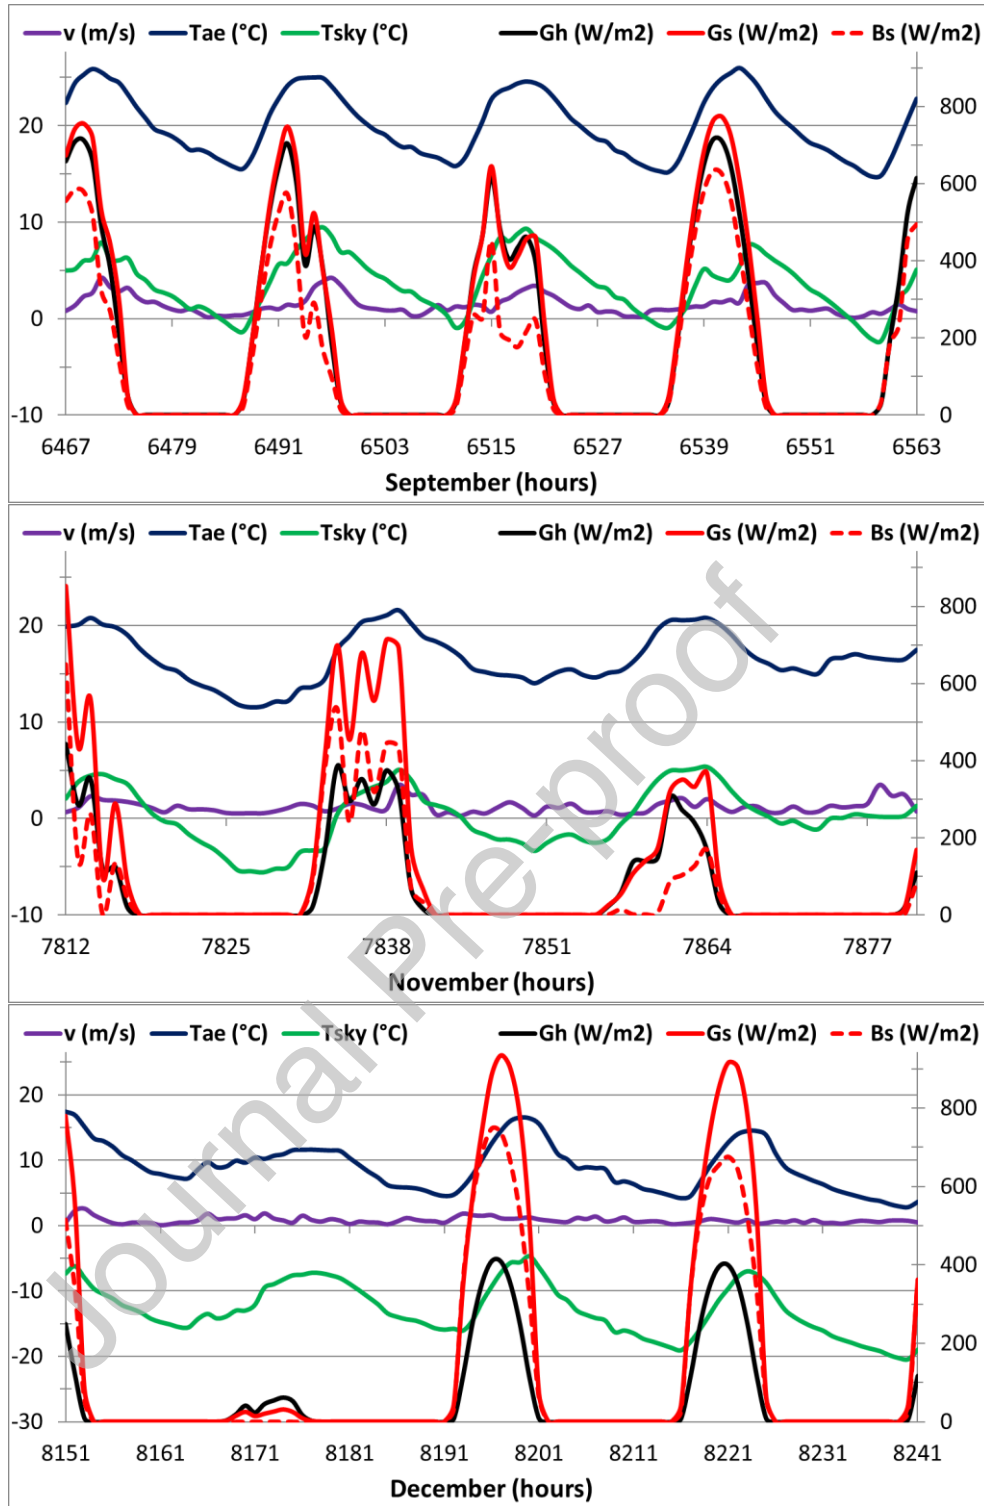 v (m/s) Tae (°C) Tsky (°C) Gh (W/m2) Gs (W/m2) Bs (W/m2)
20 800
10 600
400
0 200
-10 0
6467 6479 6491 6503 6515 6527 6539 6551 6563
September (hours)
v (m/s) Tae (°C) Tsky (°C) Gh (W/m2) Gs (W/m2) Bs (W/m2)
20 800
10 600
400
0 200
-10 0
7812 7825 7838 7851 7864 7877
November (hours)
v (m/s) Tae (°C) Tsky (°C) Gh (W/m2) Gs (W/m2) Bs (W/m2)
20 800
10 600
0 400
-10
-20 200
-30 0
8151 8161 8171 8181 8191 8201 8211 8221 8231 8241
December (hours)
Journal Pre-proof